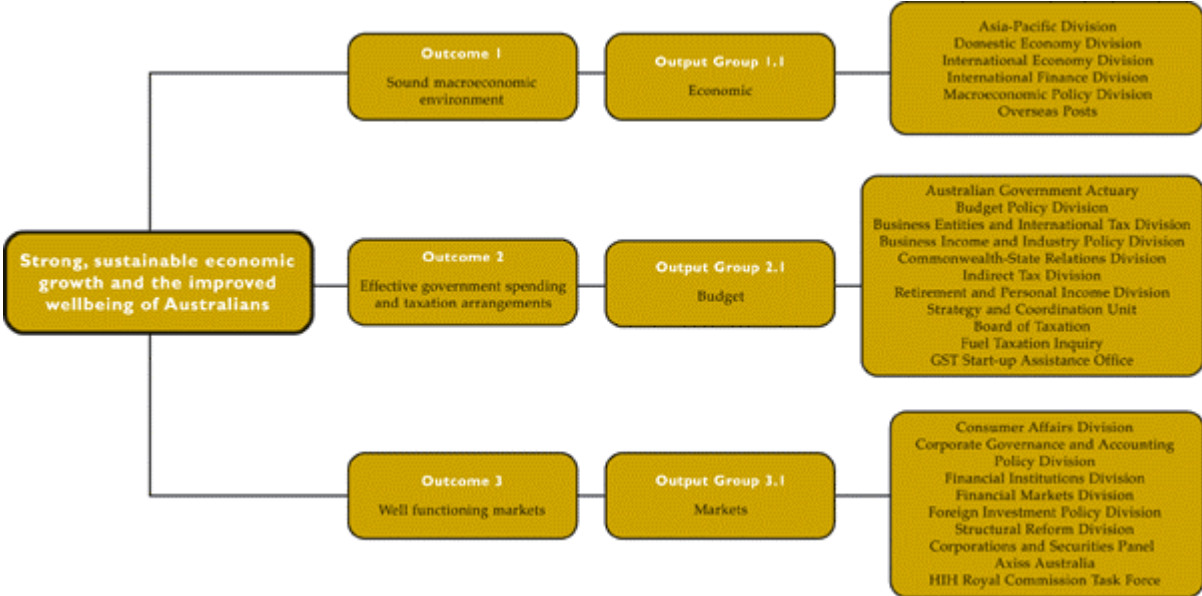 Strong, sustainable economic
growth and the improved
wellbeing of Australians
Outcome 1
Sound macroeconomic
environment
Output Group 1.1
Economic
Asia-Pacific Division
Domestic Economy Division
International Economy Division
International Finance Division
Macroeconomic Policy Division
Overseas Posts
Outcome 2
Effective government spending
and taxation arrangements
Output Group 2.1
Budget
Australian Government Actuary
Budget Policy Division
Business Entities and International Tax Division
Business Income and Industry Policy Division
Commonwealth-State Relations Division
Indirect Tax Division
Retirement and Personal Income Division
Strategy and Coordination Unit
Board of Taxation
Fuel Taxation Inquiry
GST Start-up Assistance Office
Outcome 3
Well functioning markets
Output Group 3.1
Markets
Consumer Affairs Division
Corporate Governance and Accounting
Policy Division
Financial Institutions Division
Financial Markets Division
Foreign Investment Policy Division
Structural Reform Division
Corporations and Securities Panel
Axiss Australia
HIH Royal Commission Task Force